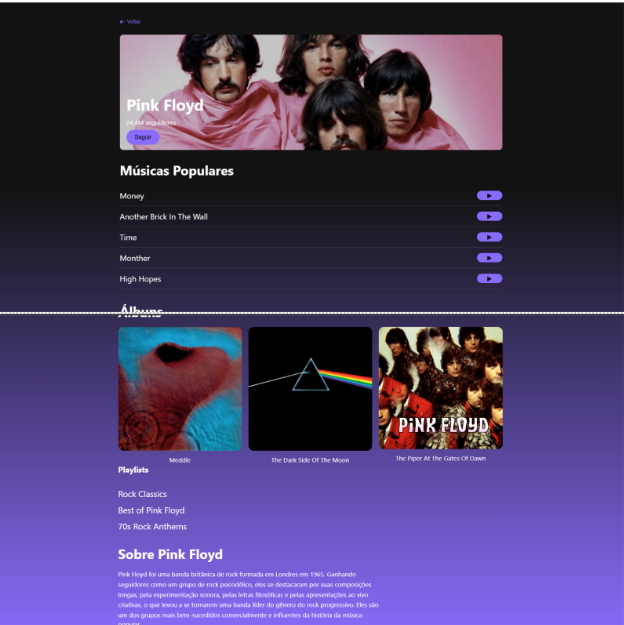 ← Voltar
Pink Floyd
seguidores
Seguir
Músicas Populares
Money
Another Brick In The Wall
Time
Monther
High Hopes
Álbuns
PiNK FLOYD
Meddle
The Dark Side Of The Moon
The Piper At The Gates Of Dawn
Playlists
Rock Classics
Best of Pink Floyd
70s Rock Anthems
Sobre Pink Floyd
Pink Floyd foi uma banda britânica de rock formada em Londres em 1965. Ganhando
seguidores como um grupo de rock psicodélico, eles se destacaram por suas composições
longas, pela experimentação sonora, pelas letras filosóficas e pelas apresentações ao vivo
criativas, o que levou a se tornarem uma banda líder do gênero do rock progressivo. Eles são
um dos grupos mais bem-sucedidos comercialmente e influentes da história da música
popular.